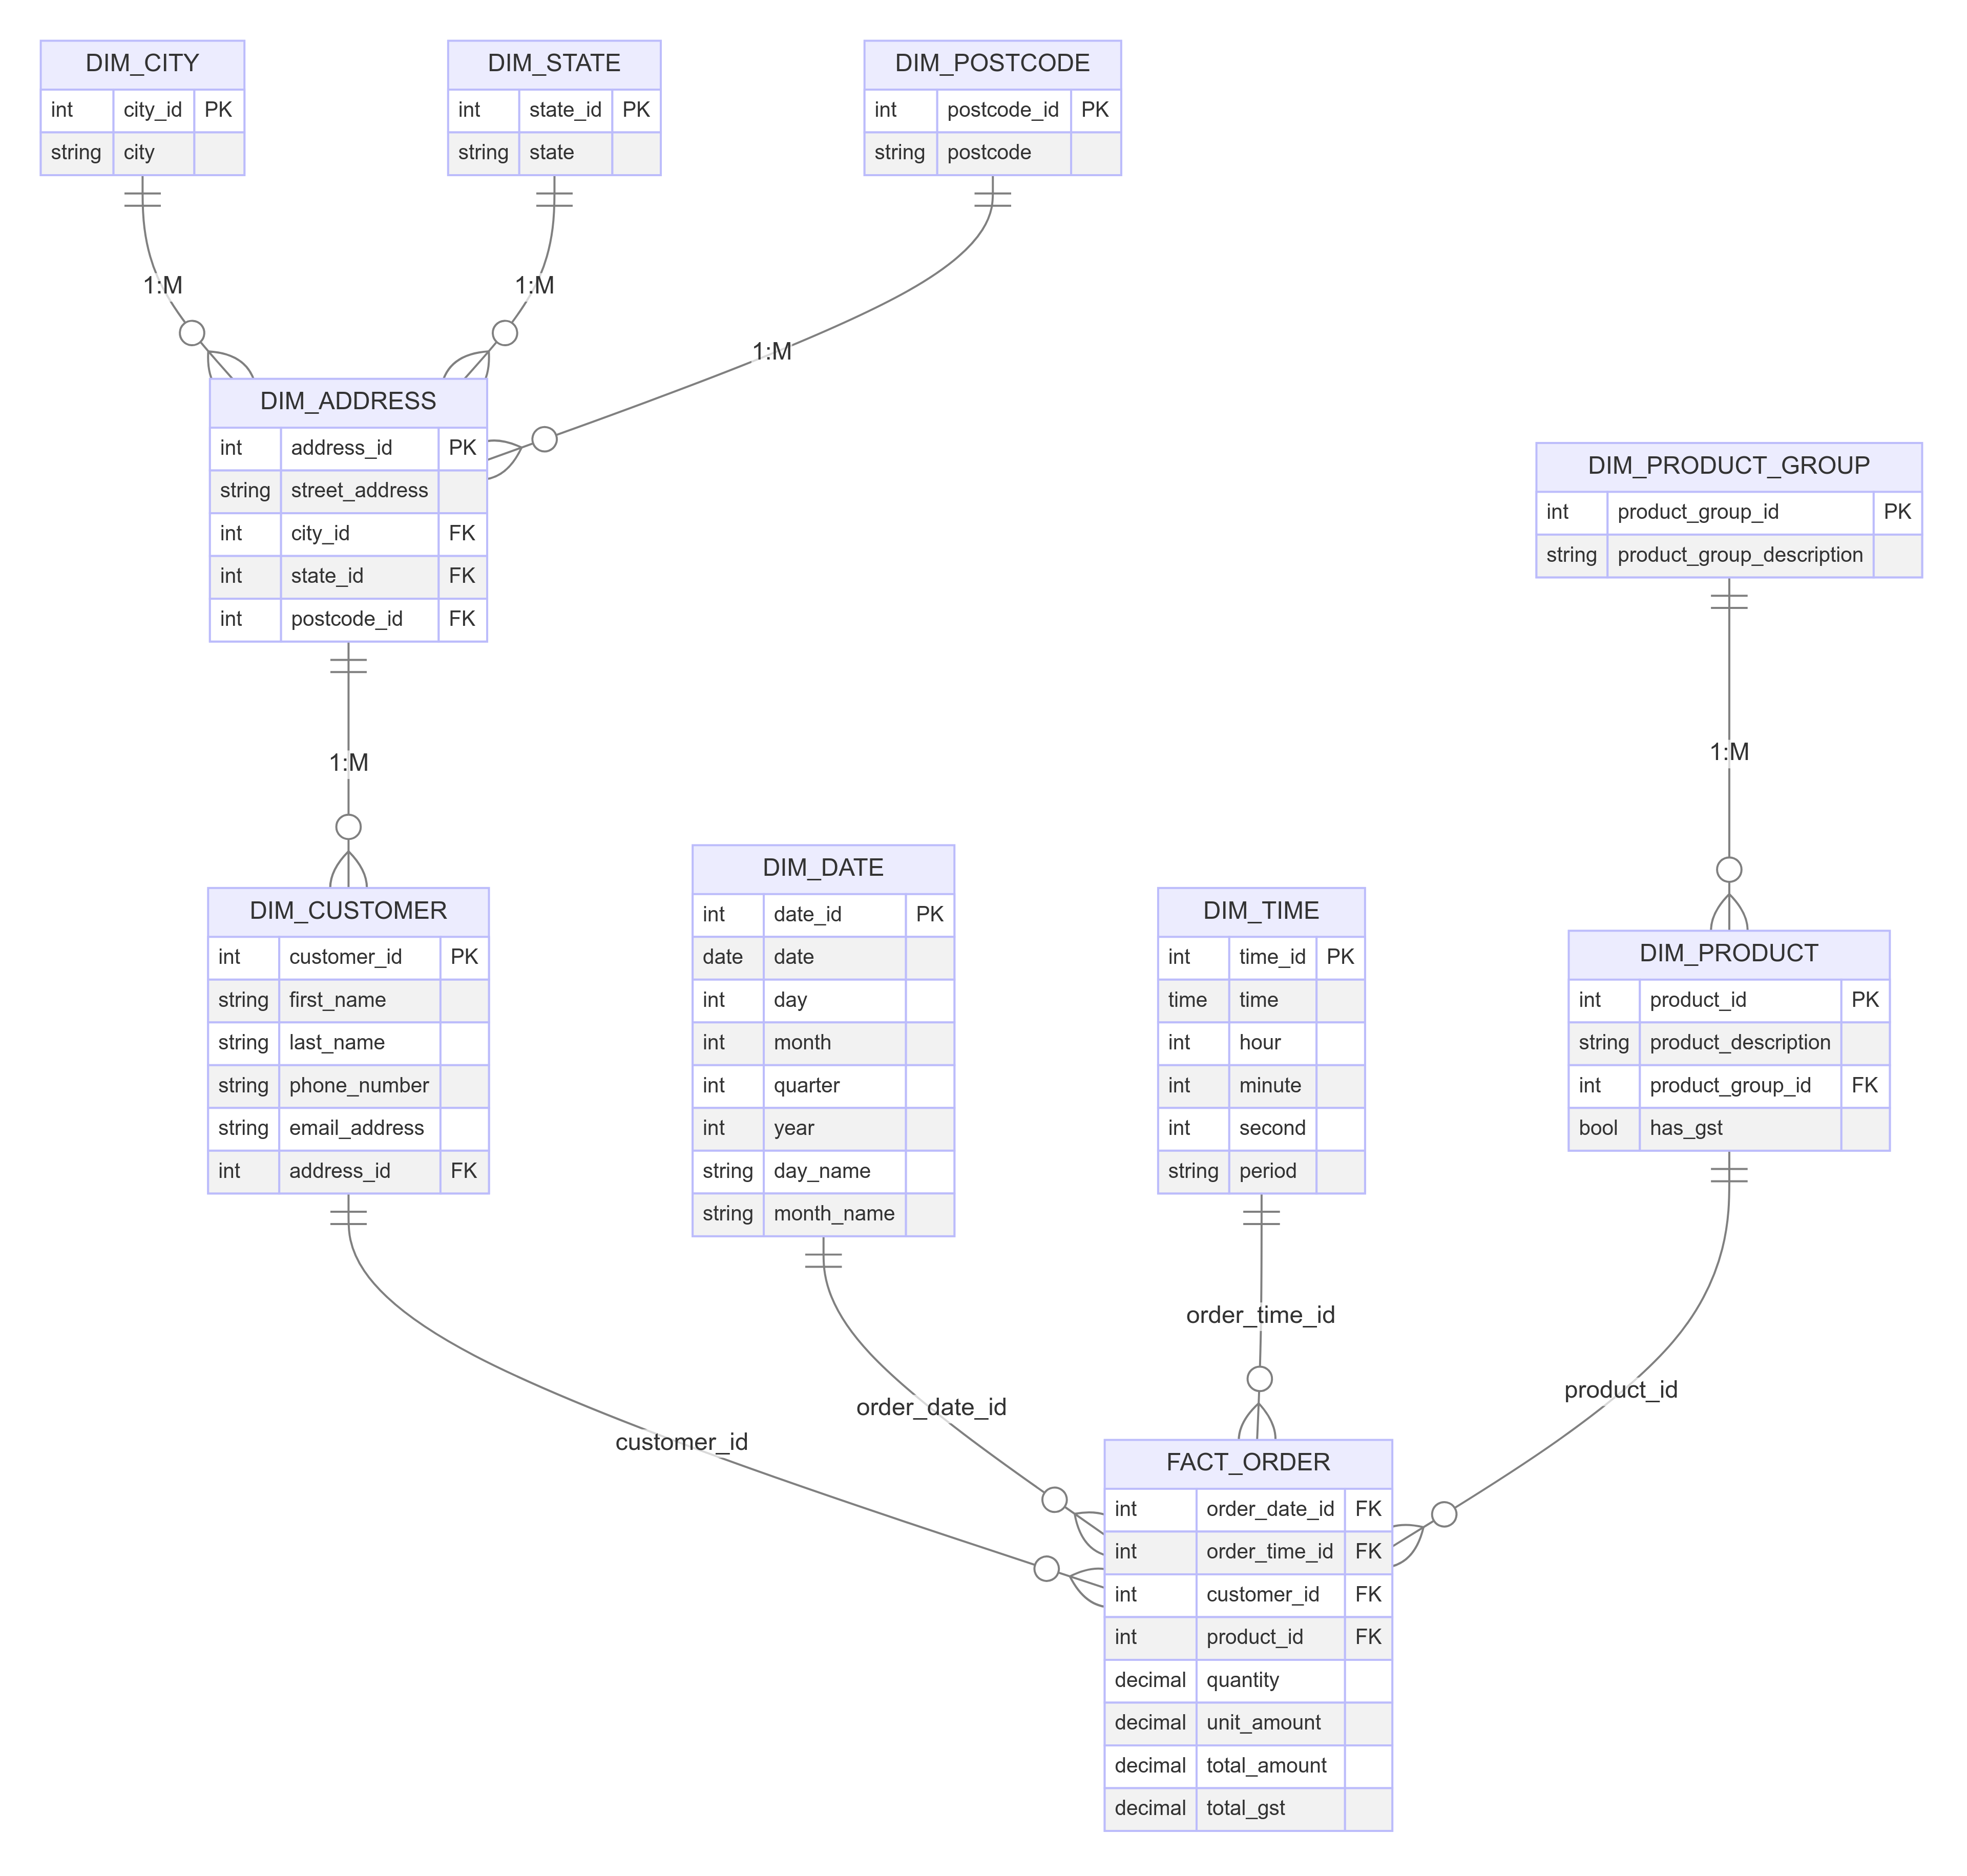 DIM_CITY
int city_id PK
string city
DIM_STATE
int state_id PK
string state
DIM_POSTCODE
int postcode_id PK
string postcode
1:M
1:M
1:M
DIM_ADDRESS
int address_id PK
string street_address
int city_id FK
int state_id FK
int postcode_id FK
DIM_PRODUCT_GROUP
int product_group_id PK
string product_group_description
1:M
1:M
DIM_CUSTOMER
int customer_id PK
string first_name
string last_name
string phone_number
string email_address
int address_id FK
DIM_DATE
int date_id PK
date date
int day
int month
int quarter
int year
string day_name
string month_name
DIM_TIME
int time_id PK
time time
int hour
int minute
int second
string period
DIM_PRODUCT
int product_id PK
string product_description
int product_group_id FK
bool has_gst
customer_id
order_date_id
order_time_id
product_id
FACT_ORDER
int order_date_id FK
int order_time_id FK
int customer_id FK
int product_id FK
decimal quantity
decimal unit_amount
decimal total_amount
decimal total_gst